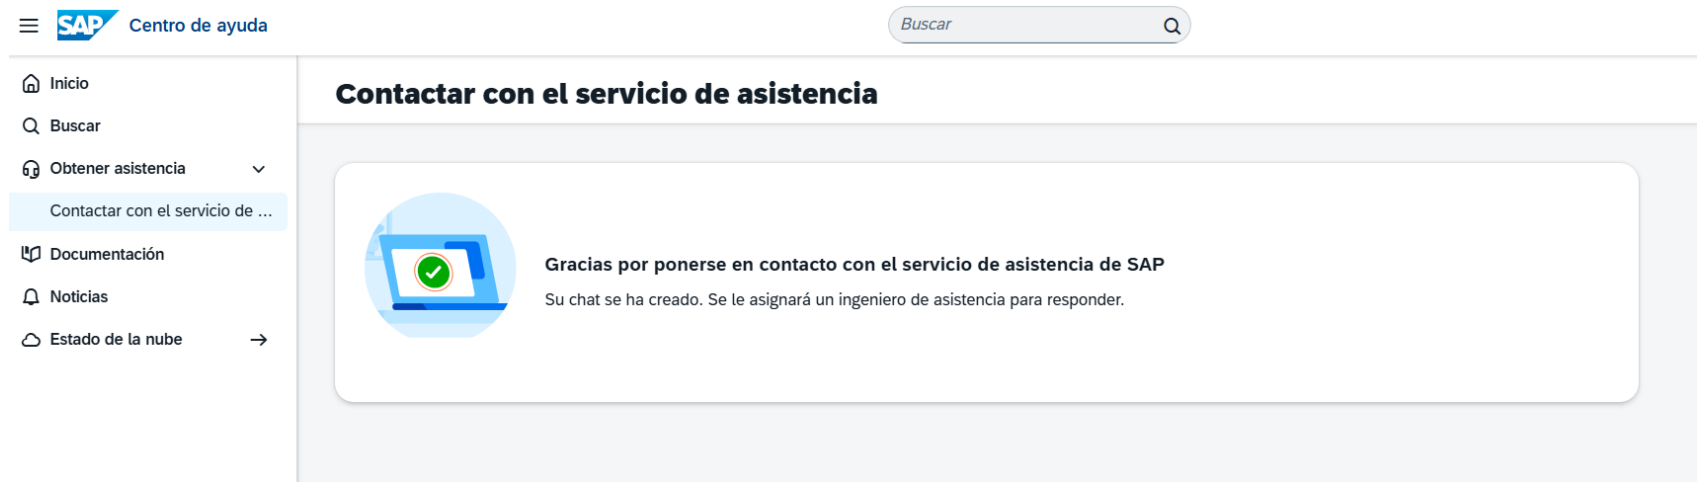 SAP Centro de ayuda
Buscar
Inicio
Buscar
Obtener asistencia
Contactar con el servicio de ...
Documentación
Noticias
Estado de la nube
Contactar con el servicio de asistencia
Gracias por ponerse en contacto con el servicio de asistencia de SAP
Su chat se ha creado. Se le asignará un ingeniero de asistencia para responder.